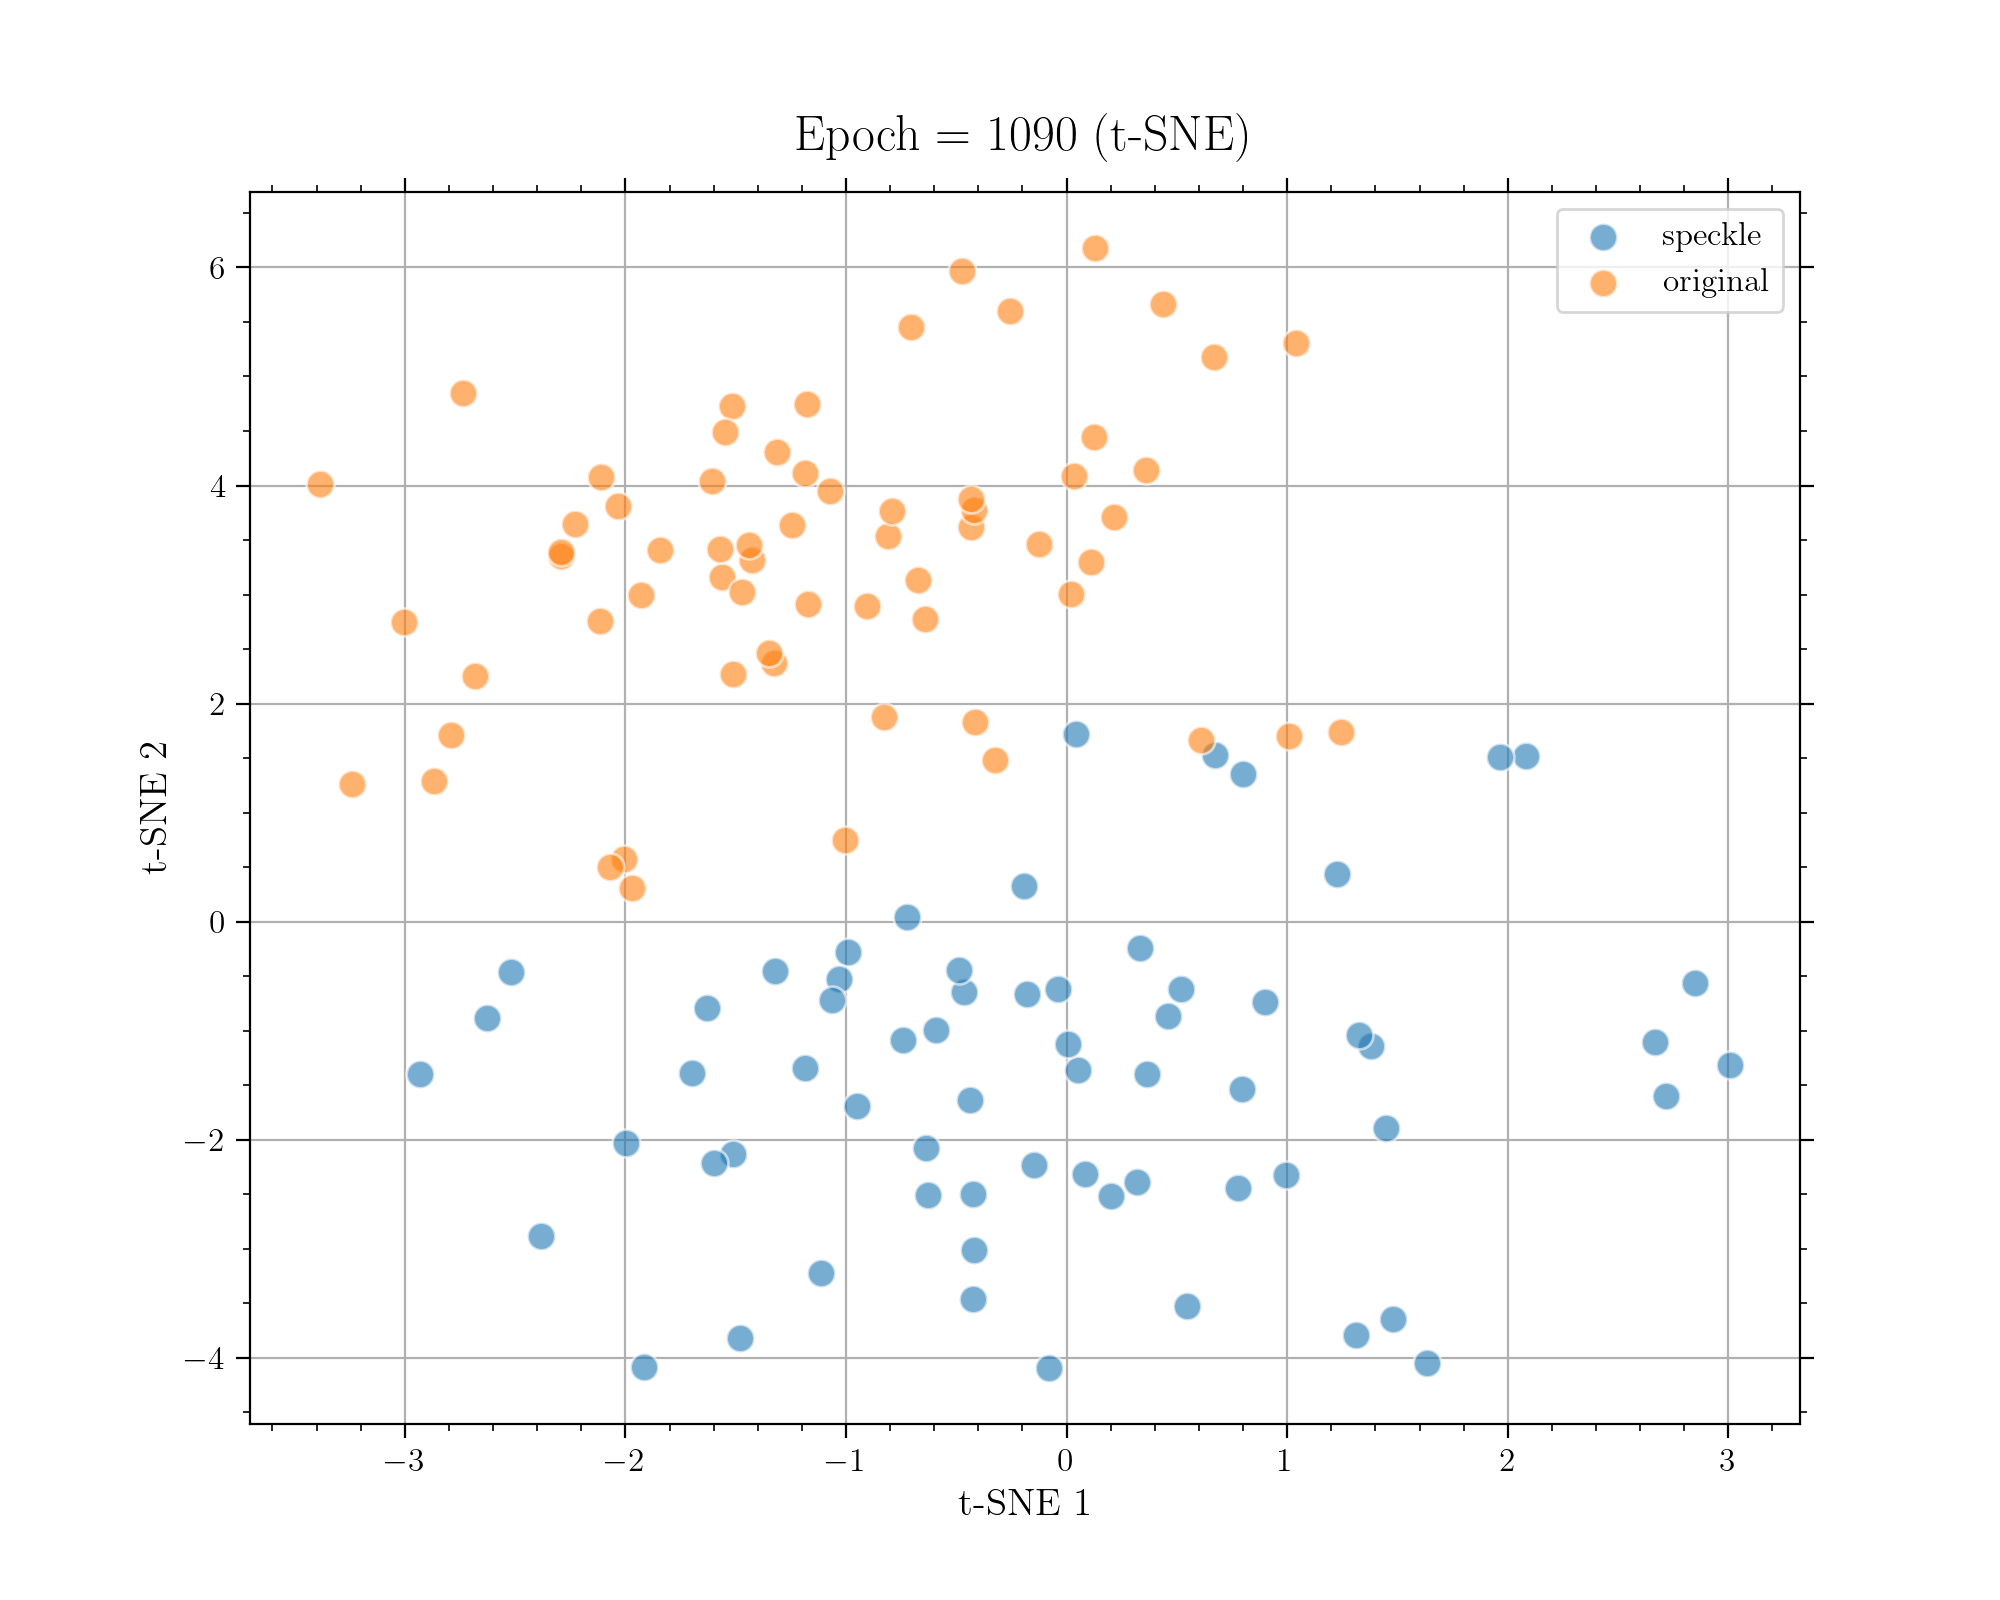 Epoch = 1090 (t-SNE)
speckle
original
6
4
2
0
−2
−4
t-SNE 2
−3 −2 −1 0 1 2 3
t-SNE 1